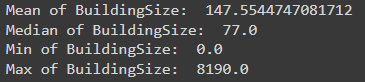 Mean of BuildingSize:  147.5544747081712
Median of BuildingSize:  77.0
Min of BuildingSize:  0.0
Max of BuildingSize:  8190.0